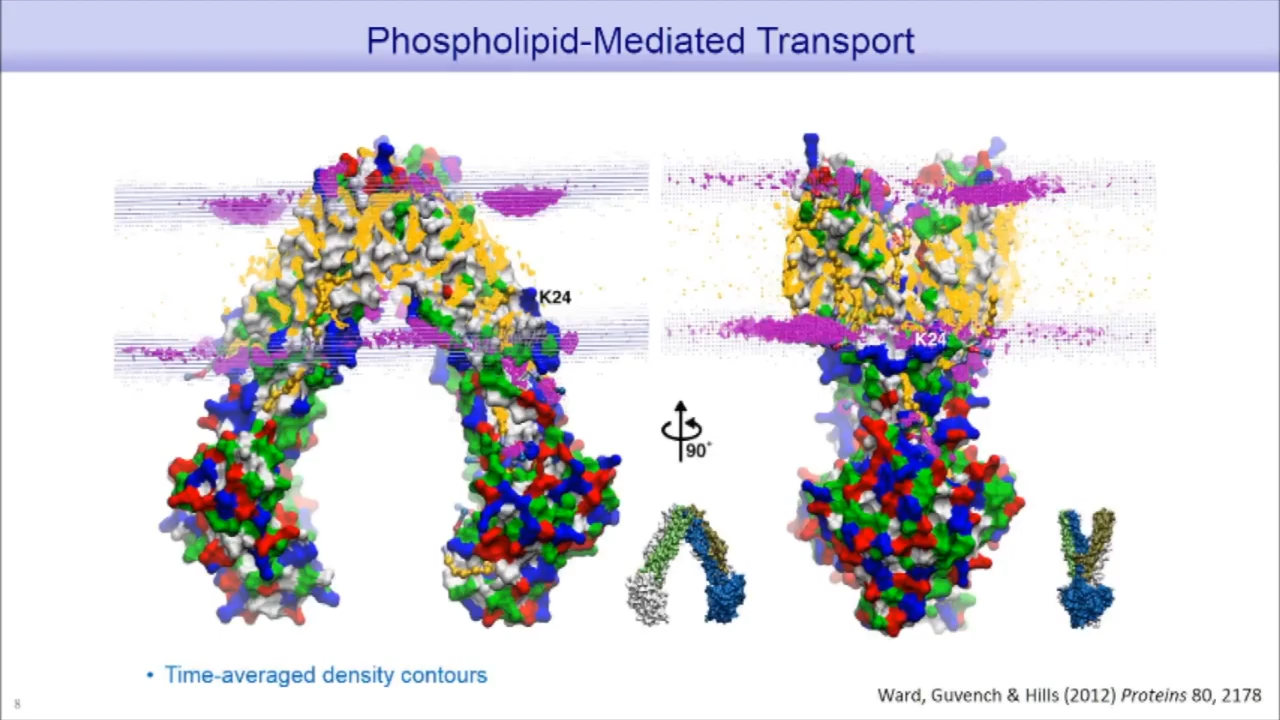 Phospholipid-Mediated Transport
K24
K24
90°
• Time-averaged density contours
Ward, Guvench & Hills (2012) Proteins 80, 2178
8